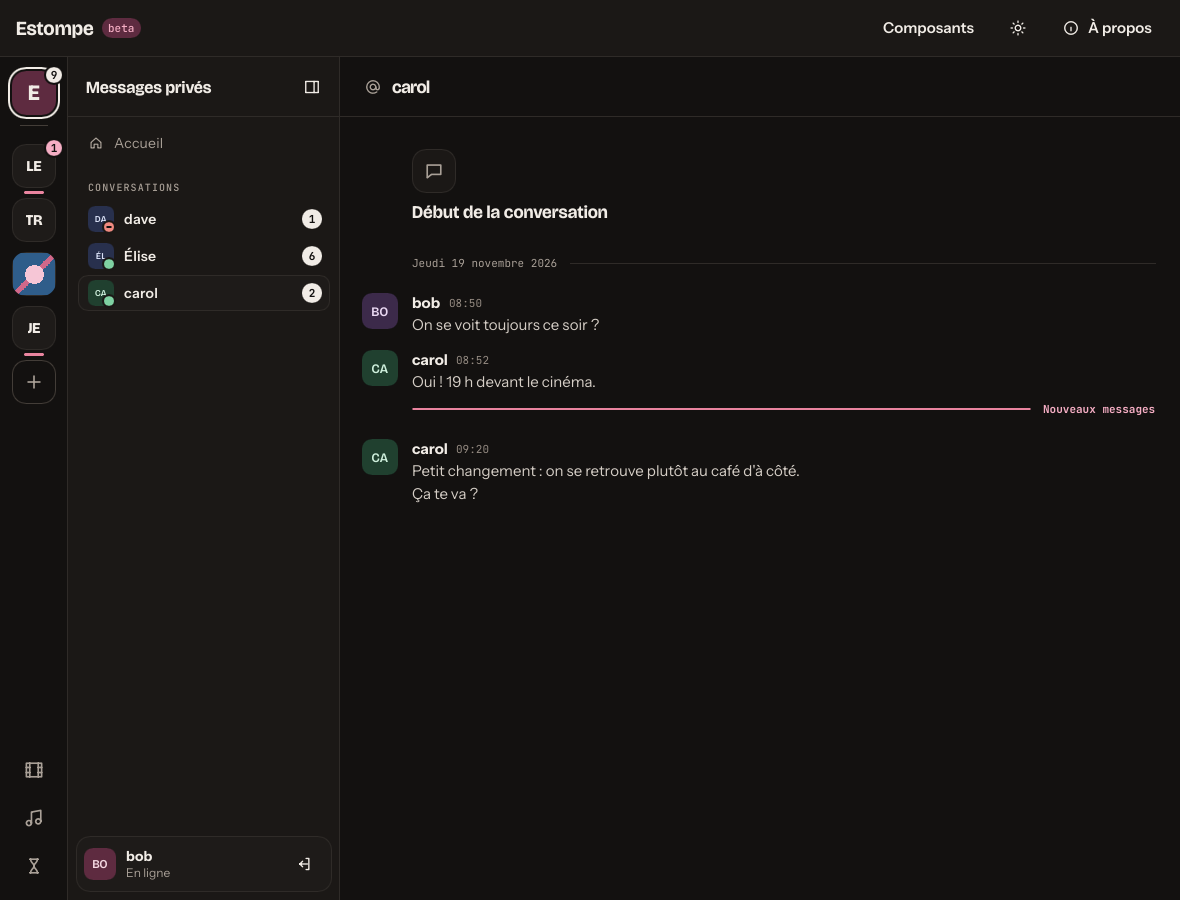 Estompe beta
Composants
À propos
E 9
LE 1
TR
JE
Messages privés
Accueil
CONVERSATIONS
DA dave 1
ÉL Élise 6
CA carol 2
BO bob
En ligne
carol
Début de la conversation
Jeudi 19 novembre 2026
BO bob 08:50
On se voit toujours ce soir ?
CA carol 08:52
Oui ! 19 h devant le cinéma.
Nouveaux messages
CA carol 09:20
Petit changement : on se retrouve plutôt au café d'à côté.
Ça te va ?